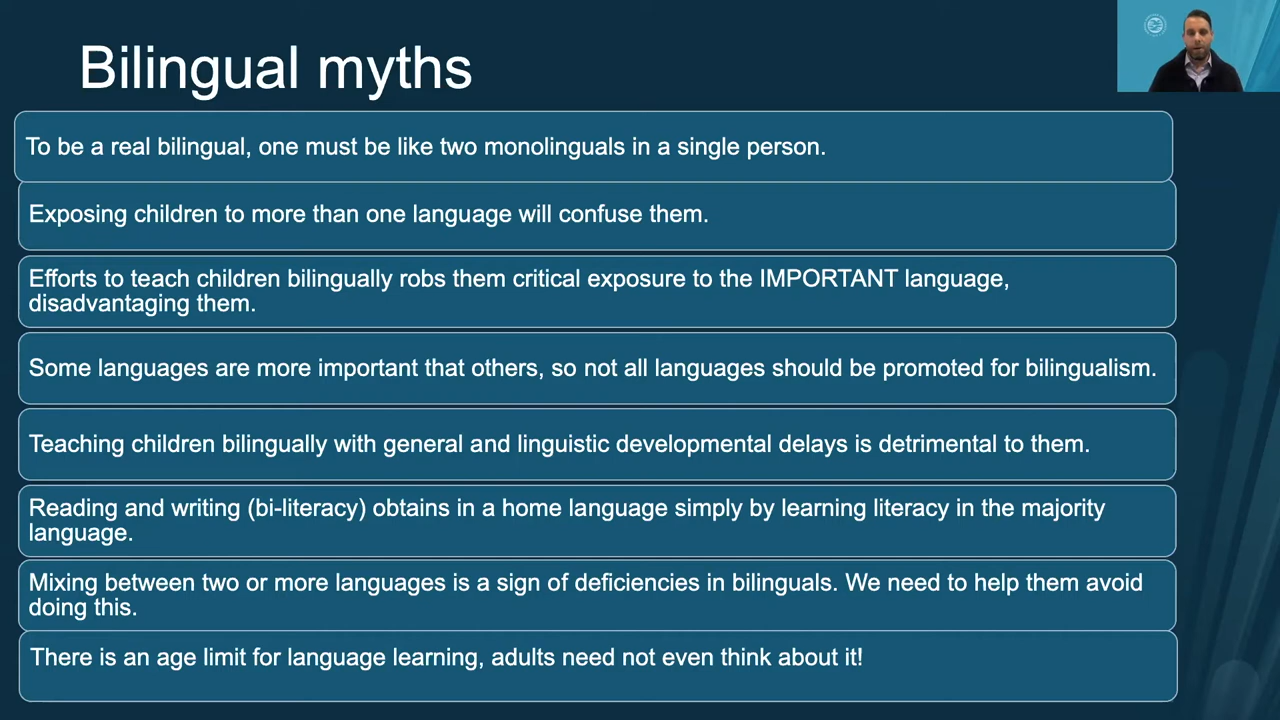 Bilingual myths
To be a real bilingual, one must be like two monolinguals in a single person.
Exposing children to more than one language will confuse them.
Efforts to teach children bilingually robs them critical exposure to the IMPORTANT language,
disadvantaging them.
Some languages are more important that others, so not all languages should be promoted for bilingualism.
Teaching children bilingually with general and linguistic developmental delays is detrimental to them.
Reading and writing (bi-literacy) obtains in a home language simply by learning literacy in the majority
language.
Mixing between two or more languages is a sign of deficiencies in bilinguals. We need to help them avoid
doing this.
There is an age limit for language learning, adults need not even think about it!